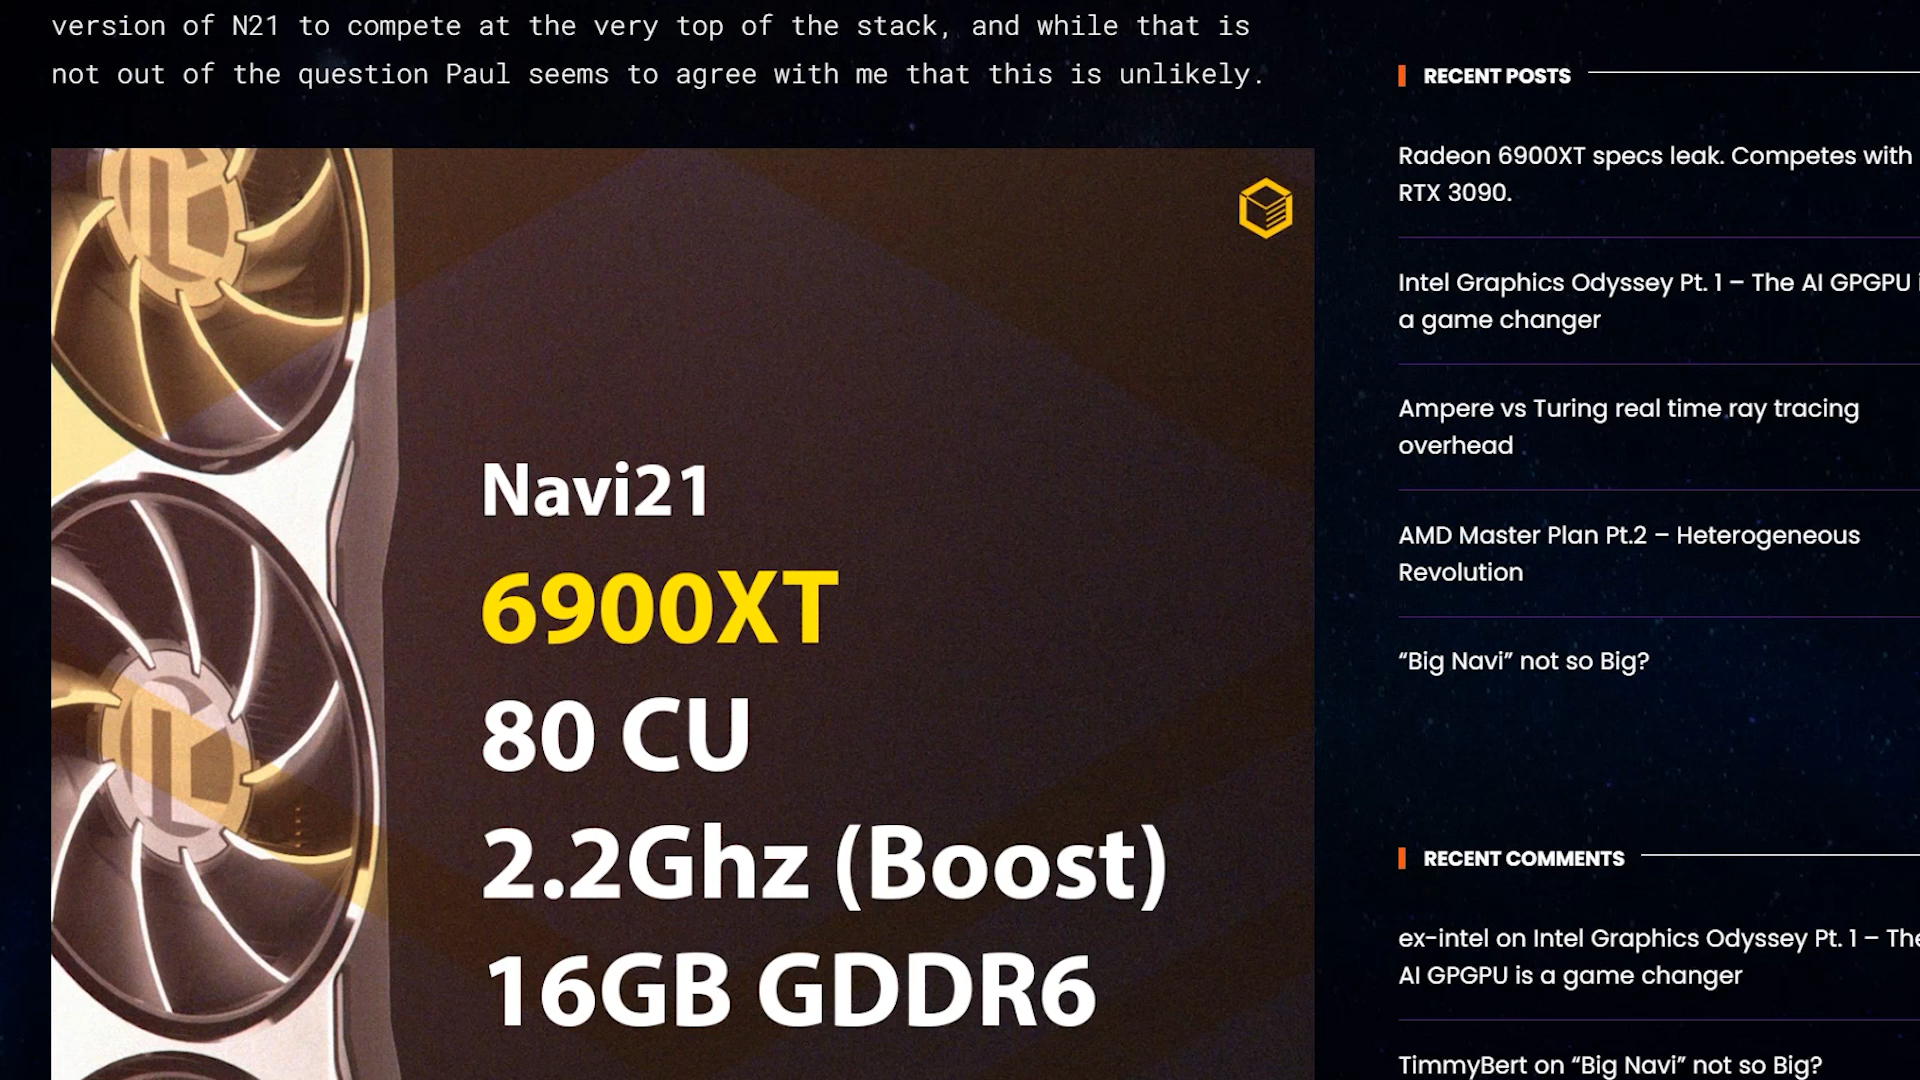 version of N21 to compete at the very top of the stack, and while that is
not out of the question Paul seems to agree with me that this is unlikely.
Navi21
6900XT
80 CU
2.2Ghz (Boost)
16GB GDDR6
RECENT POSTS
Radeon 6900XT specs leak. Competes with
RTX 3090.
Intel Graphics Odyssey Pt. 1 – The AI GPGPU
a game changer
Ampere vs Turing real time ray tracing
overhead
AMD Master Plan Pt.2 – Heterogeneous
Revolution
“Big Navi” not so Big?
RECENT COMMENTS
ex-intel on Intel Graphics Odyssey Pt. 1 – The
AI GPGPU is a game changer
TimmyBert on “Big Navi” not so Big?